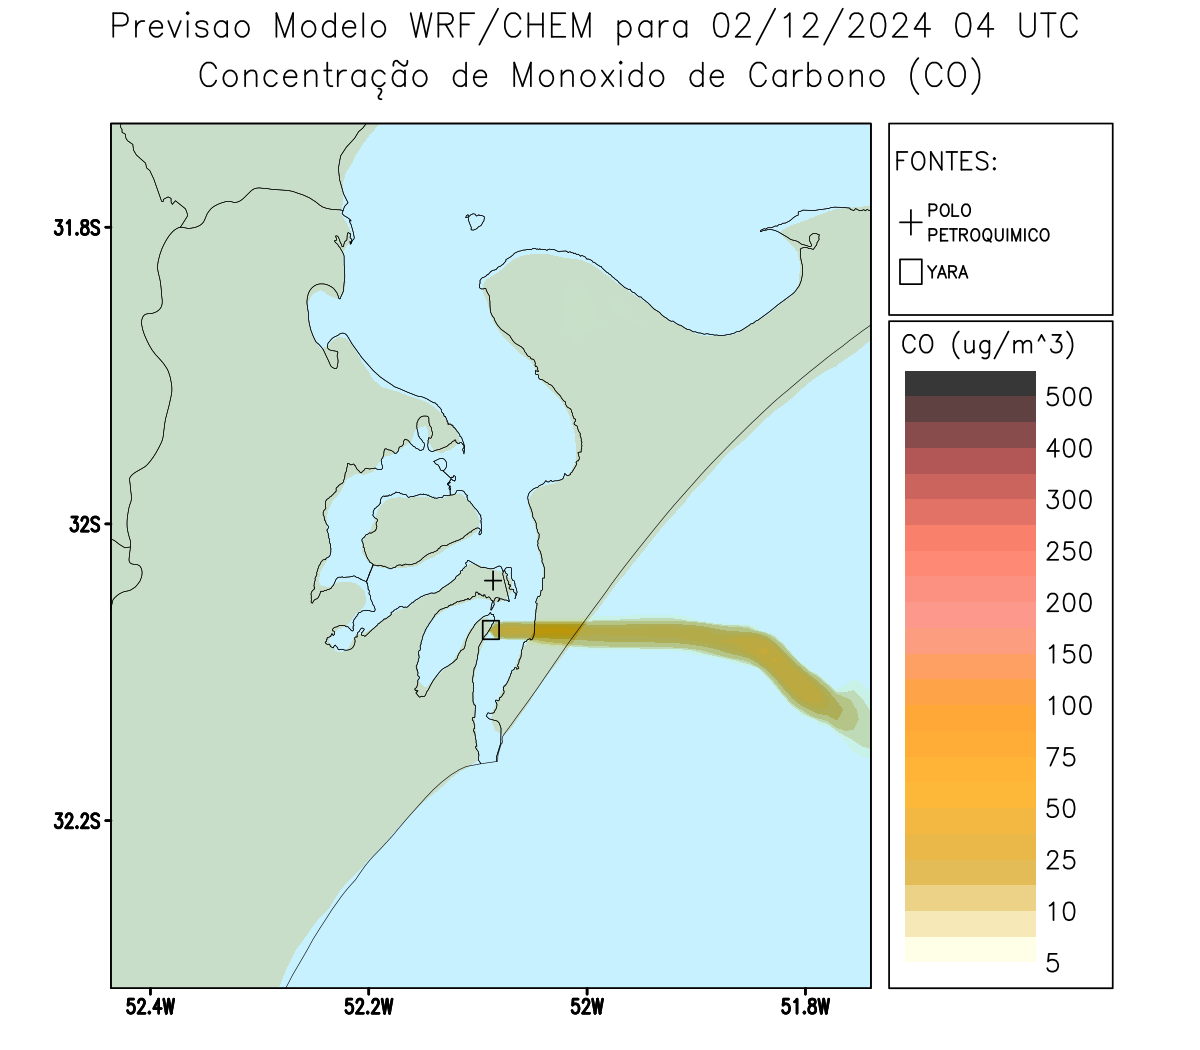 Previsao Modelo WRF/CHEM para 02/12/2024 04 UTC
Concentração de Monoxido de Carbono (CO)
FONTES:
POLO
PETROQUIMICO
YARA
CO (ug/m^3)
500
400
300
250
200
150
100
75
50
25
10
5
31.8S
32S
32.2S
52.4W
52.2W
52W
51.8W